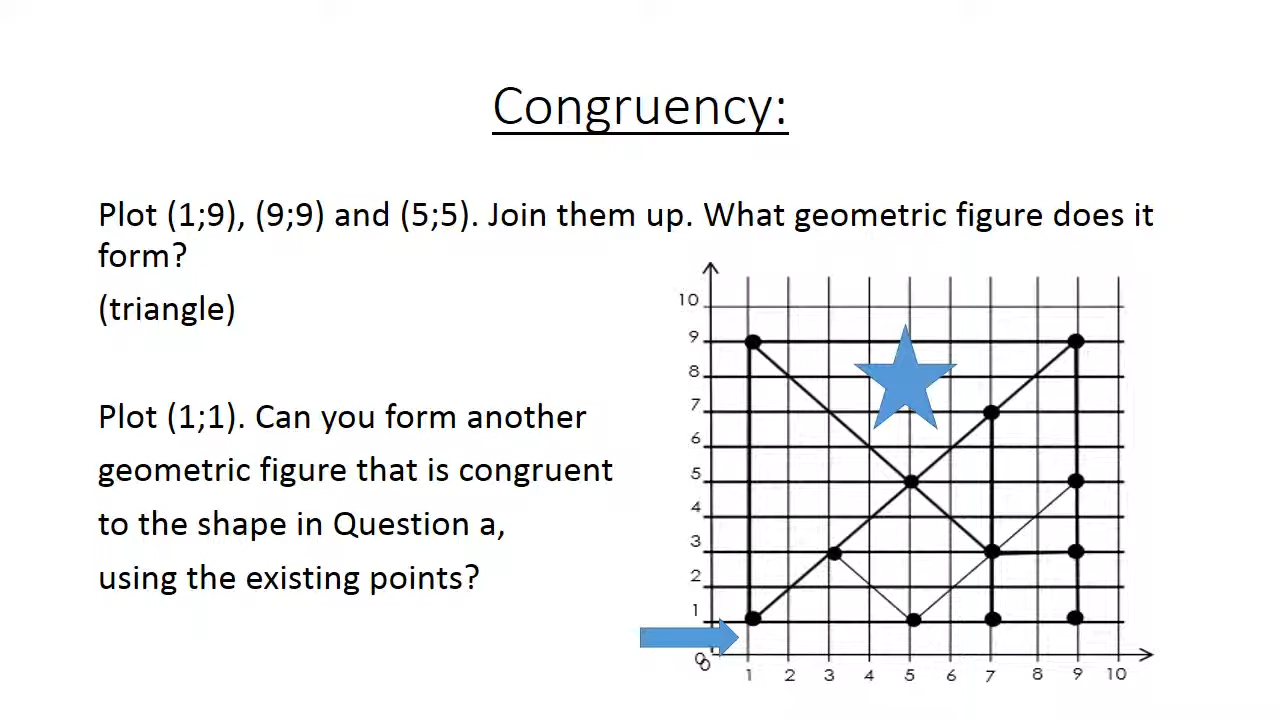 Congruency:
Plot (1;9), (9;9) and (5;5). Join them up. What geometric figure does it
form?
(triangle)
Plot (1;1). Can you form another
geometric figure that is congruent
to the shape in Question a,
using the existing points?
10
9
8
7
6
5
4
3
2
1
0
0
1 2 3 4 5 6 7 8 9 10